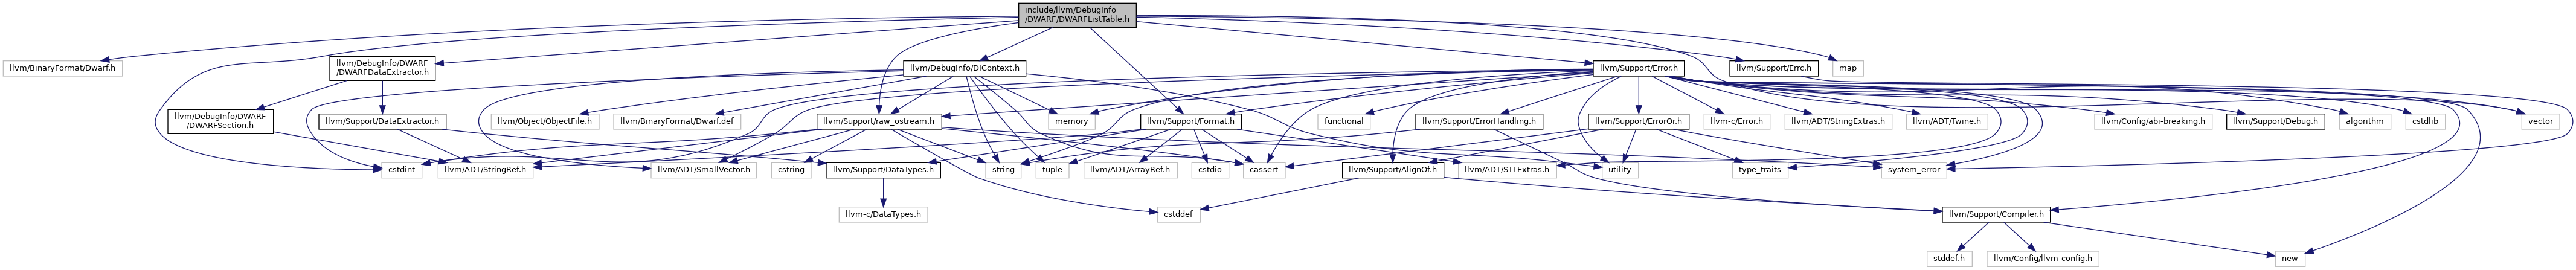 include/llvm/DebugInfo
/DWARF/DWARFListTable.h
llvm/BinaryFormat/Dwarf.h
llvm/DebugInfo/DWARF
/DWARFDataExtractor.h
llvm/DebugInfo/DIContext.h
llvm/Support/Error.h
llvm/Support/Errc.h
map
llvm/DebugInfo/DWARF
/DWARFSection.h
llvm/Support/DataExtractor.h
llvm/Object/ObjectFile.h
llvm/BinaryFormat/Dwarf.def
llvm/Support/raw_ostream.h
memory
llvm/Support/Format.h
functional
llvm/Support/ErrorHandling.h
llvm/Support/ErrorOr.h
llvm-c/Error.h
llvm/ADT/StringExtras.h
llvm/ADT/Twine.h
llvm/Config/abi-breaking.h
llvm/Support/Debug.h
algorithm
cstdlib
vector
cstdint
llvm/ADT/StringRef.h
llvm/ADT/SmallVector.h
cstring
llvm/Support/DataTypes.h
string
tuple
llvm/ADT/ArrayRef.h
cstdio
cassert
llvm/Support/AlignOf.h
llvm/ADT/STLExtras.h
utility
type_traits
system_error
llvm-c/DataTypes.h
cstddef
llvm/Support/Compiler.h
stddef.h
llvm/Config/llvm-config.h
new